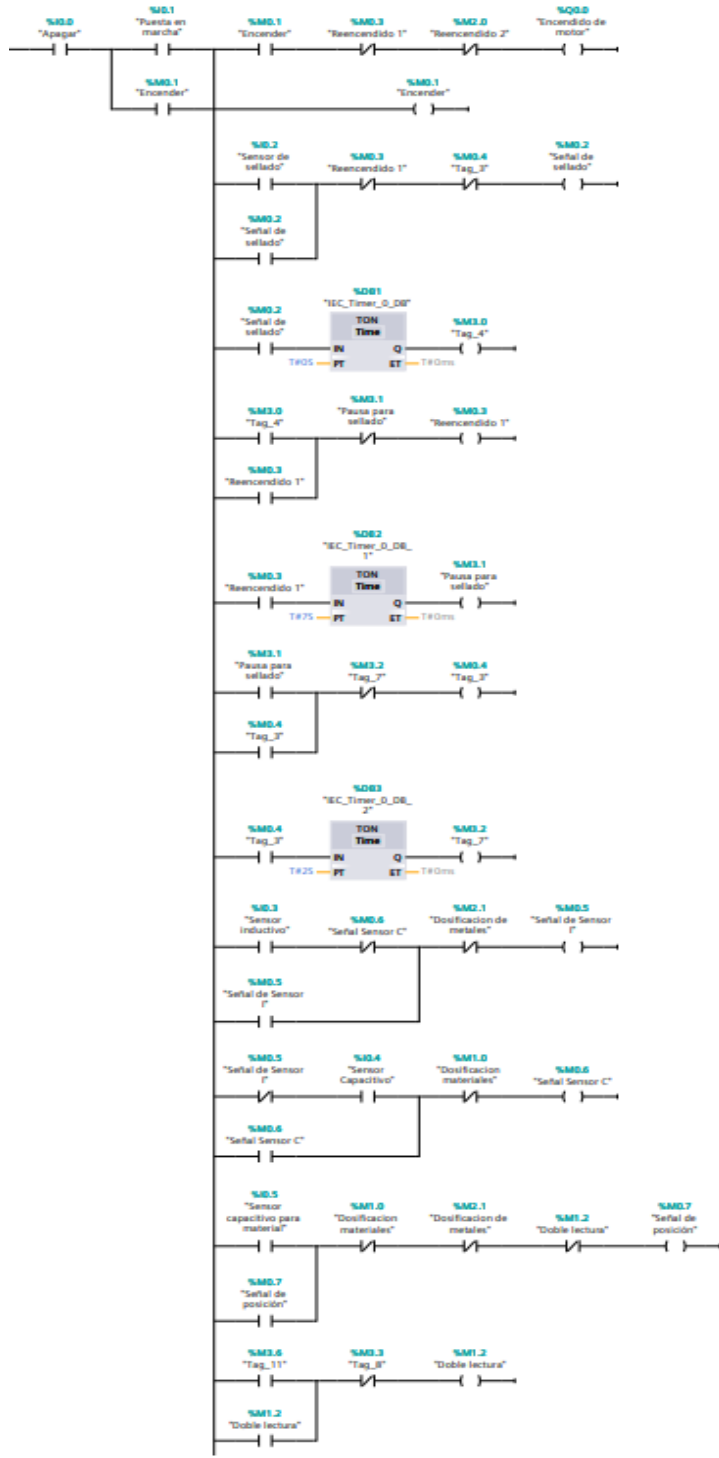 %I0.0
"Apagar"
%I0.1
"Puesta en
marcha"
%M0.1
"Encender"
%M0.3
"Reencendido 1"
%M2.0
"Reencendido 2"
%Q0.0
"Encendido de
motor"
%M0.1
"Encender"
%M0.1
"Encender"
%I0.2
"Sensor de
sellado"
%M0.3
"Reencendido 1"
%M0.4
"Tag_3"
%M0.2
"Señal de
sellado"
%M0.2
"Señal de
sellado"
%DB1
"IEC_Timer_0_DB"
%M0.2
"Señal de
sellado"
TON
Time
%M3.0
"Tag_4"
IN Q
T#0S PT ET T#0ms
%M3.0
"Tag_4"
%M3.1
"Pausa para
sellado"
%M0.3
"Reencendido 1"
%M0.3
"Reencendido 1"
%DB2
"IEC_Timer_0_DB_
1"
%M0.3
"Reencendido 1"
TON
Time
%M3.1
"Pausa para
sellado"
IN Q
T#7S PT ET T#0ms
%M3.1
"Pausa para
sellado"
%M3.2
"Tag_7"
%M0.4
"Tag_3"
%M0.4
"Tag_3"
%DB3
"IEC_Timer_0_DB_
2"
%M0.4
"Tag_3"
TON
Time
%M3.2
"Tag_7"
IN Q
T#2S PT ET T#0ms
%I0.3
"Sensor
inductivo"
%M0.6
"Señal Sensor C"
%M2.1
"Dosificacion de
metales"
%M0.5
"Señal de Sensor
I"
%M0.5
"Señal de Sensor
I"
%M0.5
"Señal de Sensor
I"
%I0.4
"Sensor
Capacitivo"
%M1.0
"Dosificacion
materiales"
%M0.6
"Señal Sensor C"
%M0.6
"Señal Sensor C"
%I0.5
"Sensor
capacitivo para
material"
%M1.0
"Dosificacion
materiales"
%M2.1
"Dosificacion de
metales"
%M1.2
"Doble lectura"
%M0.7
"Señal de
posición"
%M0.7
"Señal de
posición"
%M3.6
"Tag_11"
%M3.3
"Tag_8"
%M1.2
"Doble lectura"
%M1.2
"Doble lectura"